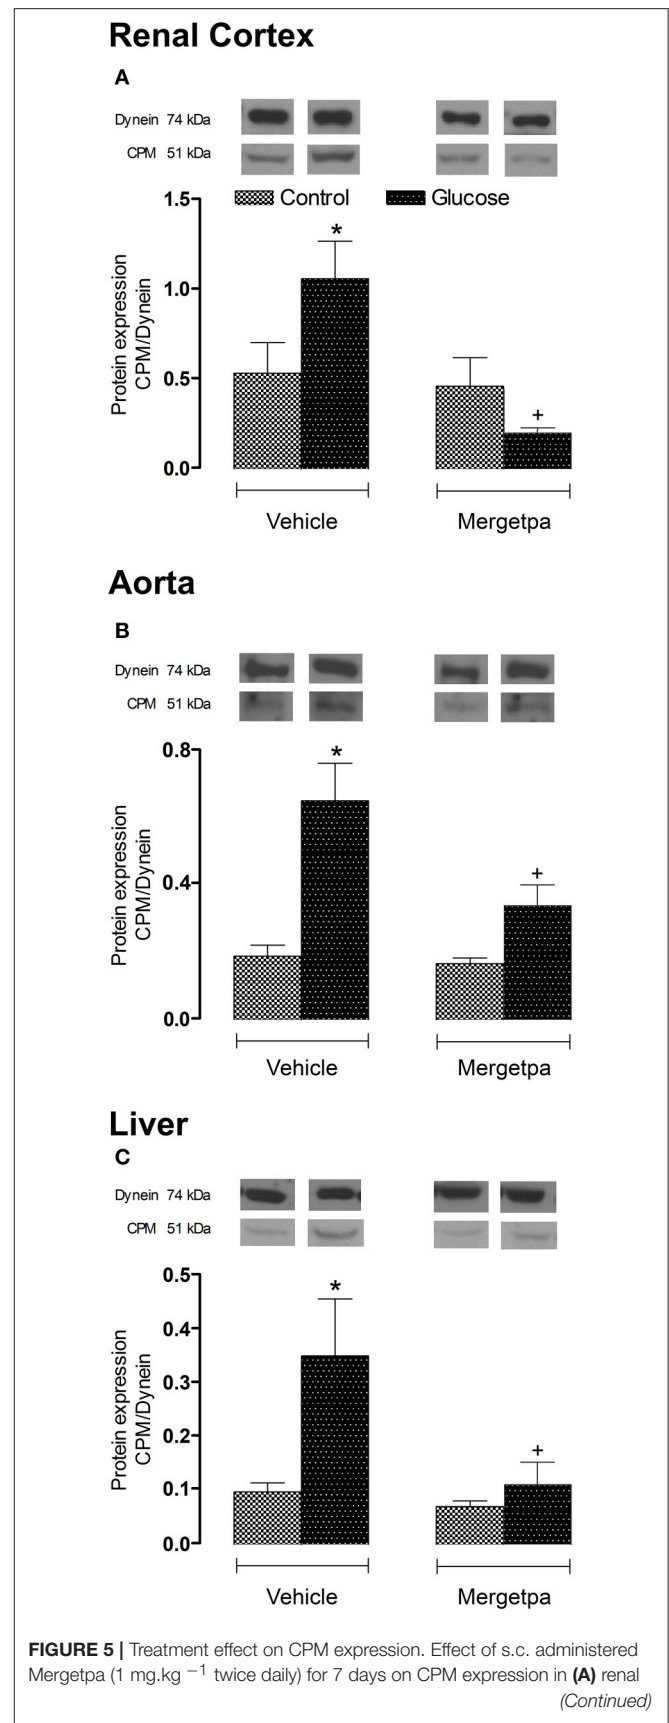 Renal Cortex
A
Dynein 74 kDa
CPM 51 kDa
Control Glucose
1.5
*
1.0
Protein expression
CPM/Dynein
0.5
+
0.0
Vehicle Mergetpa
Aorta
B
Dynein 74 kDa
CPM 51 kDa
0.8
*
Protein expression
CPM/Dynein
0.4
+
0.0
Vehicle Mergetpa
Liver
C
Dynein 74 kDa
CPM 51 kDa
0.5
*
0.4
0.3
Protein expression
CPM/Dynein
0.2
+
0.1
0.0
Vehicle Mergetpa
FIGURE 5 | Treatment effect on CPM expression. Effect of s.c. administered
Mergetpa (1 mg.kg −1 twice daily) for 7 days on CPM expression in (A) renal
(Continued)